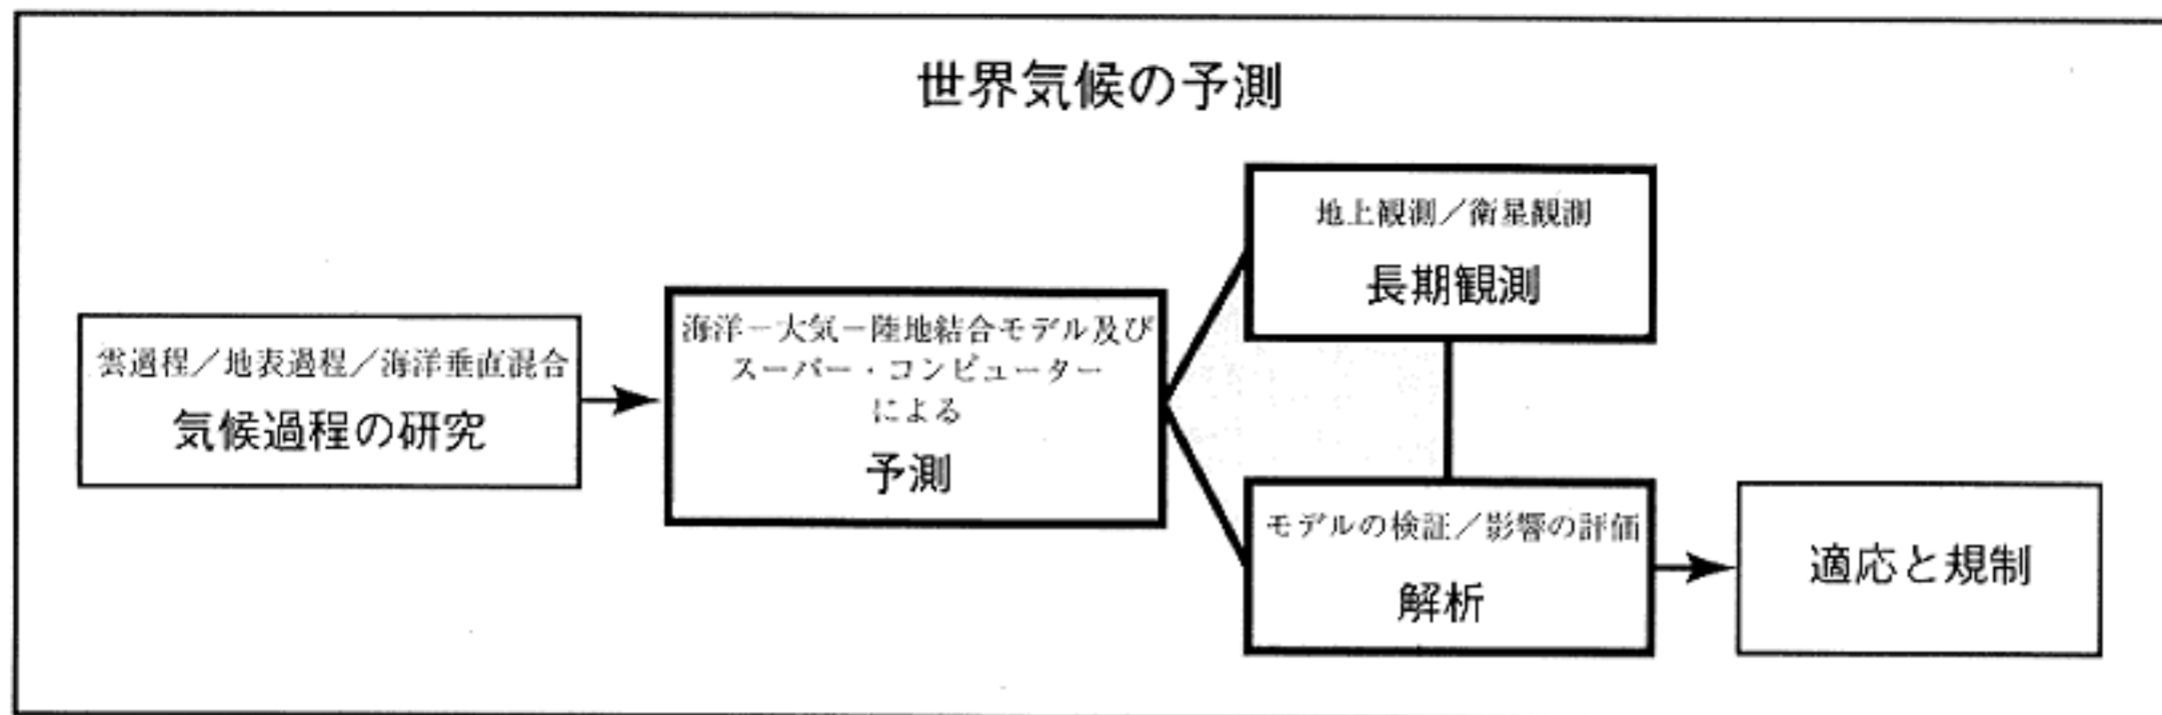 世界気候の予測
地上観測／衛星観測
長期観測
海洋－大気－陸地結合モデル及び
スーパー・コンピューター
による
予測
雲過程／地表過程／海洋垂直混合
気候過程の研究
モデルの検証／影響の評価
解析
適応と規制